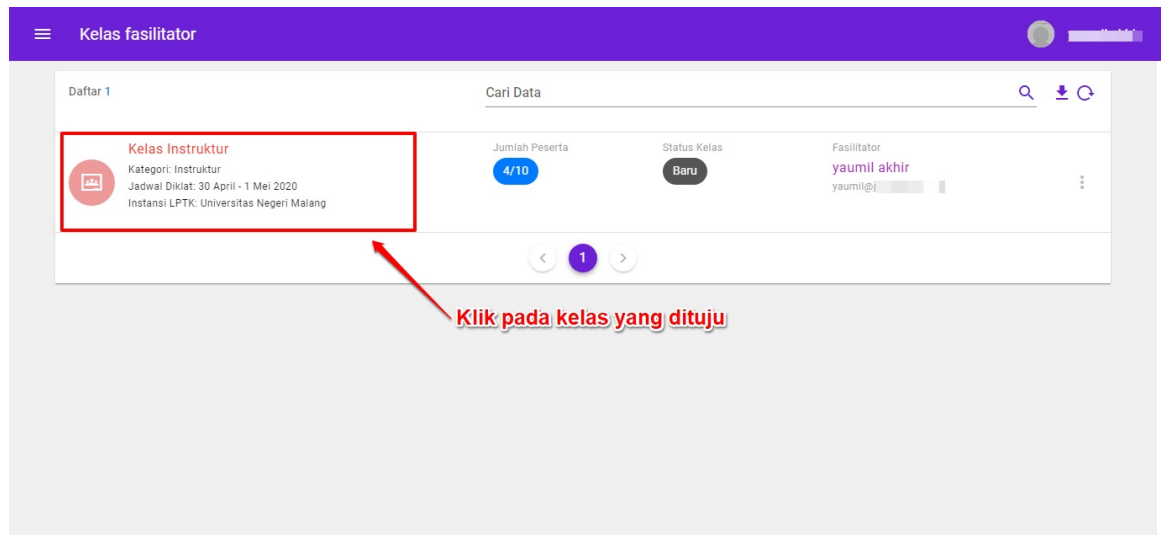 Kelas fasilitator
Daftar 1
Cari Data
Kelas Instruktur
Kategori: Instruktur
Jadwal Diklat: 30 April - 1 Mei 2020
Instansi LPTK: Universitas Negeri Malang
Jumlah Peserta
4/10
Status Kelas
Baru
Fasilitator
yaumil akhir
yaumil@j
1
Klik pada kelas yang dituju